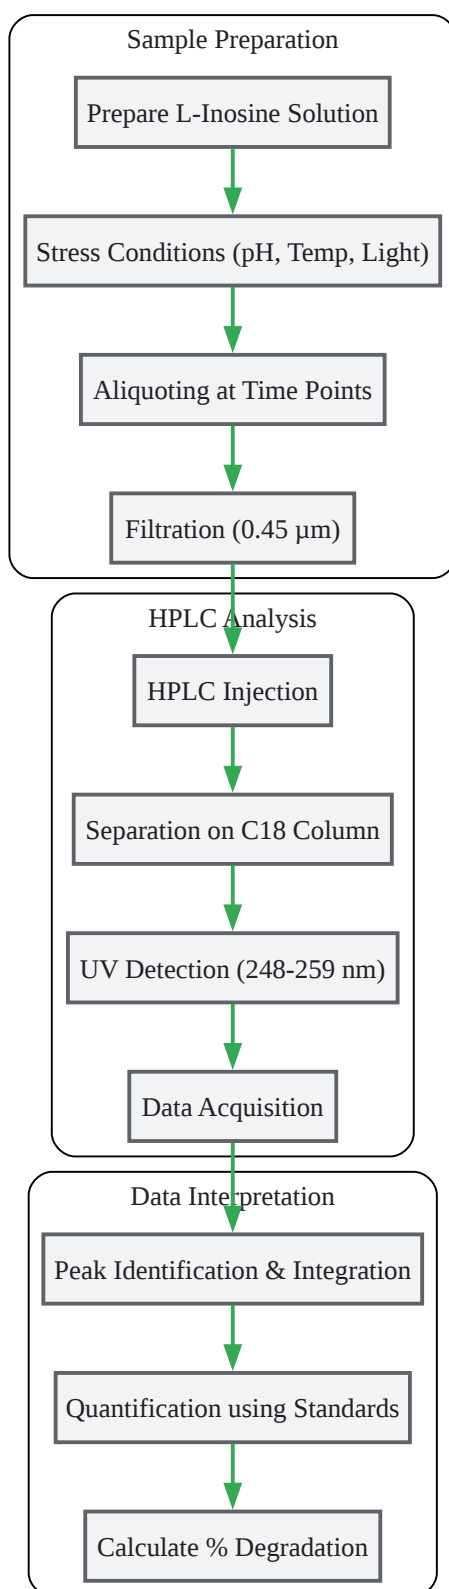 Sample Preparation
Prepare L-Inosine Solution
Stress Conditions (pH, Temp, Light)
Aliquoting at Time Points
Filtration (0.45 µm)
HPLC Analysis
HPLC Injection
Separation on C18 Column
UV Detection (248-259 nm)
Data Acquisition
Data Interpretation
Peak Identification & Integration
Quantification using Standards
Calculate % Degradation